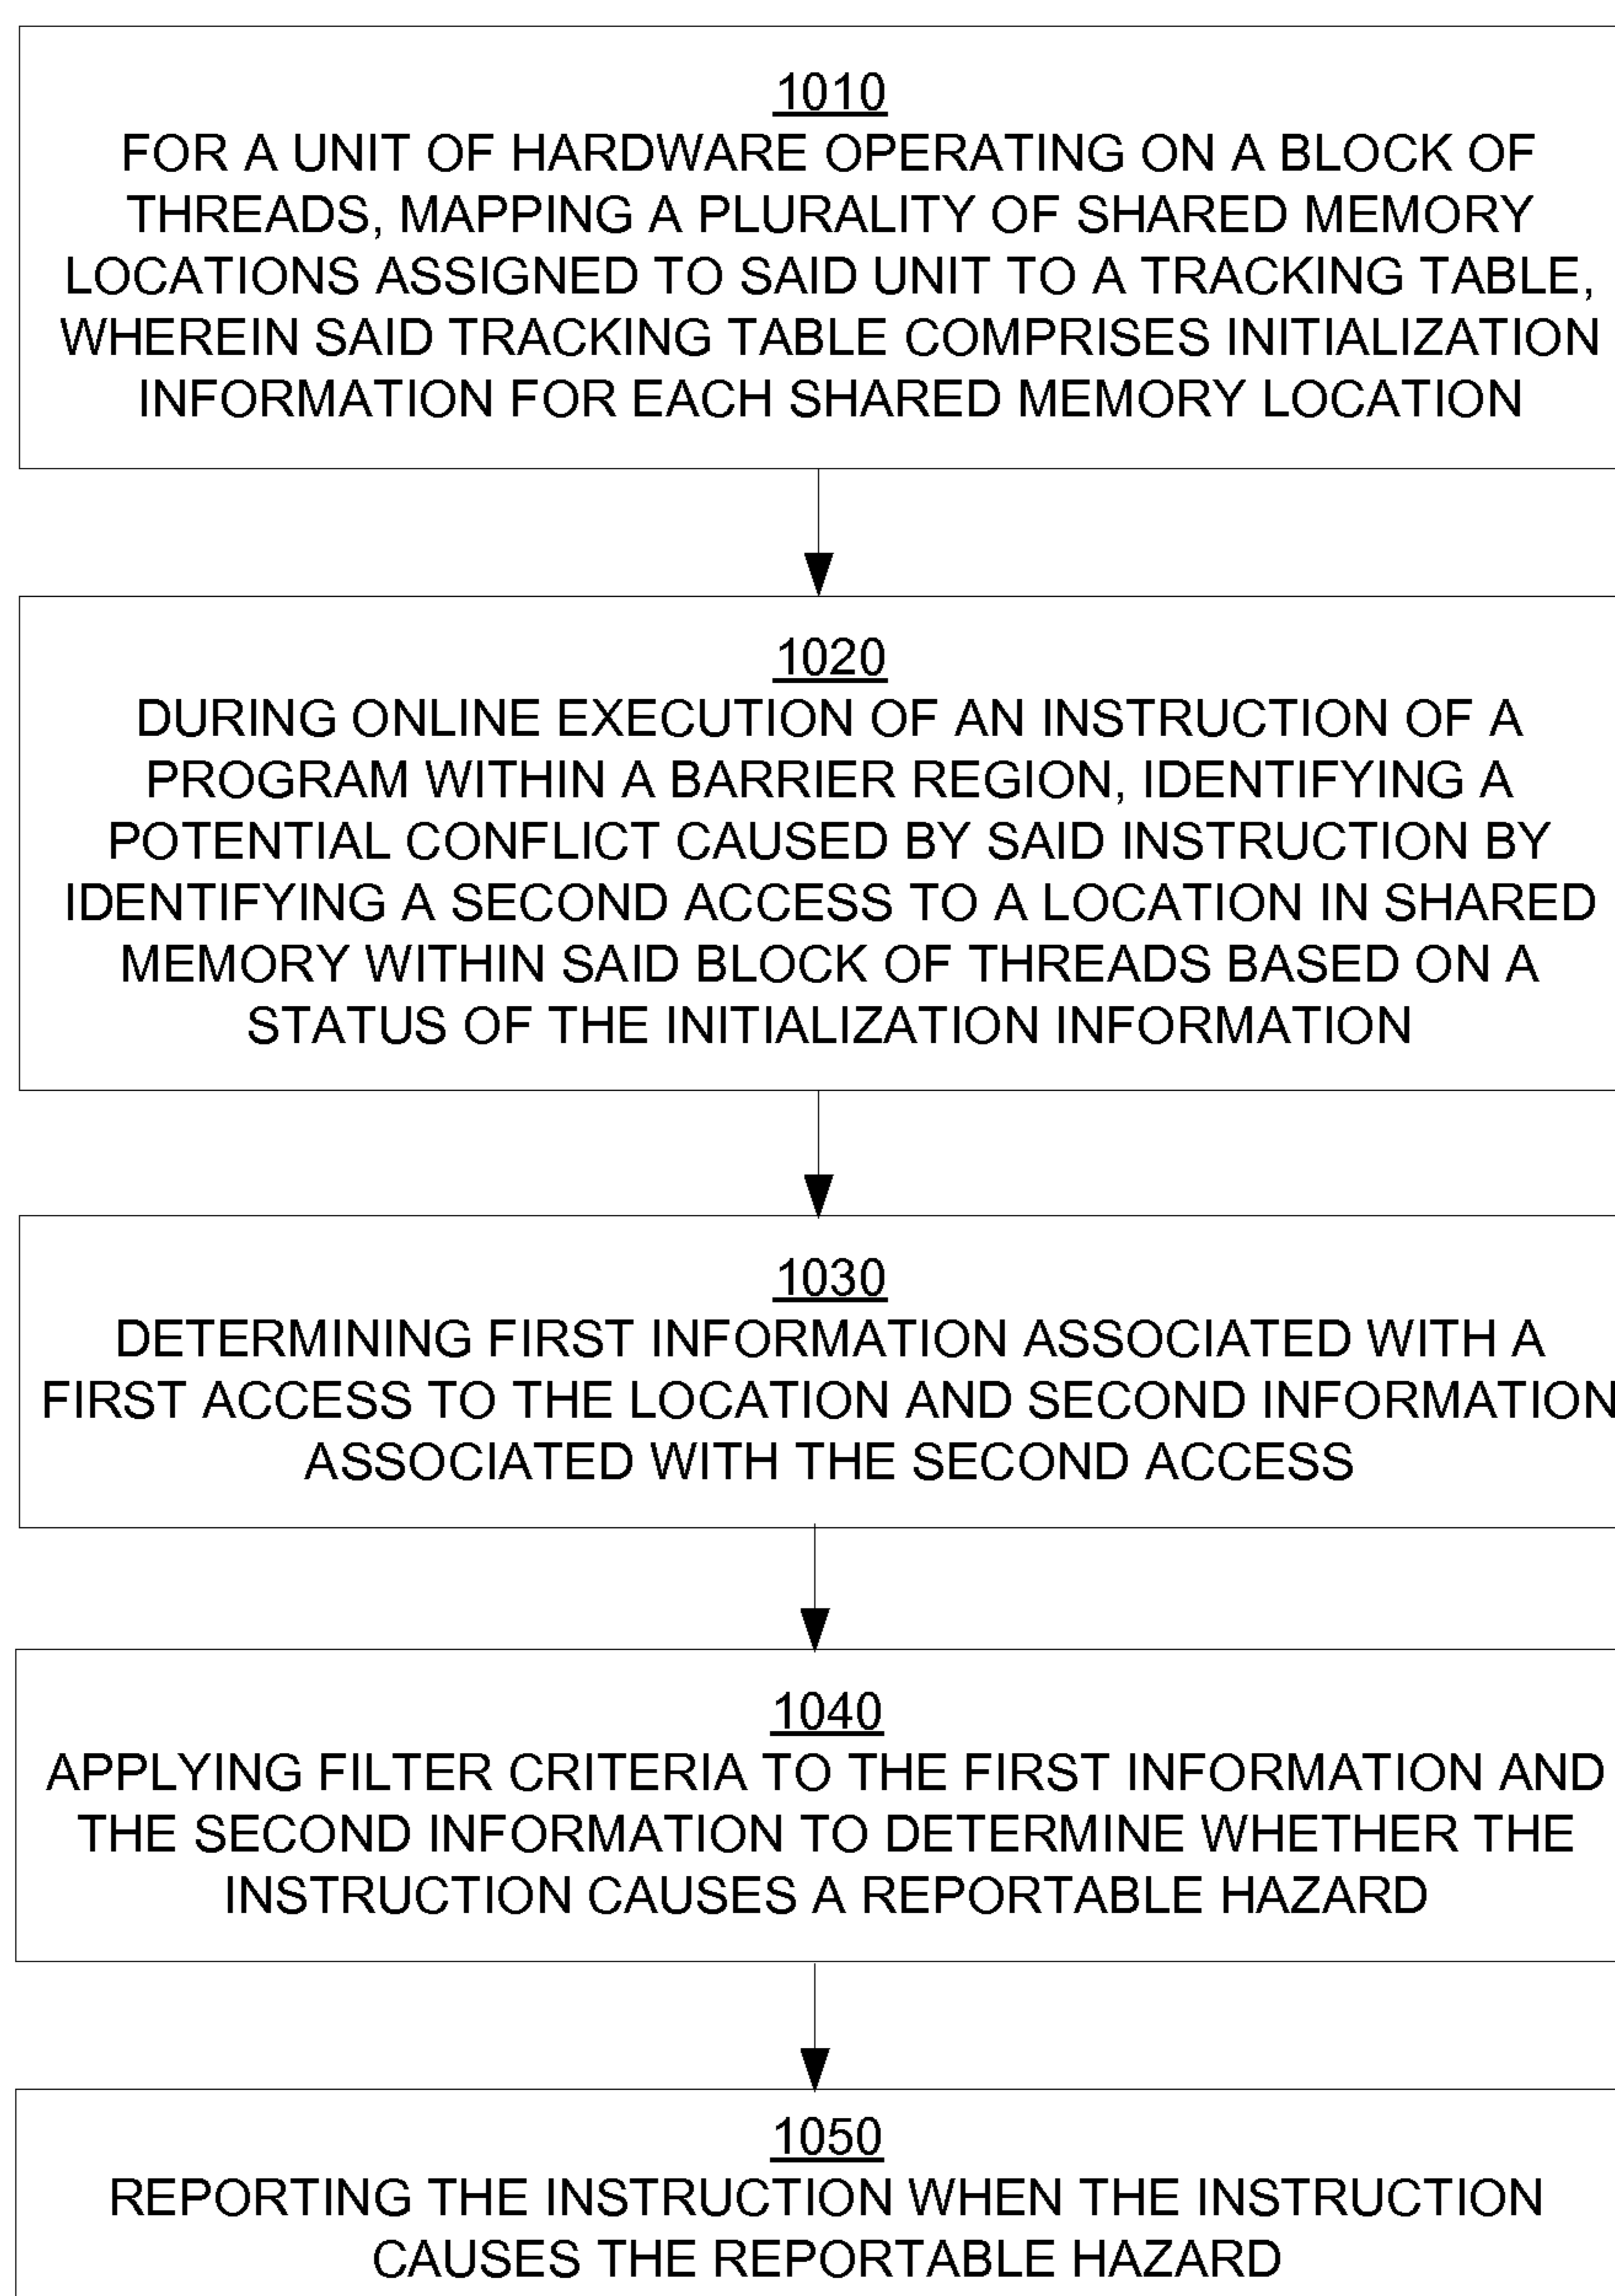 1010
FOR A UNIT OF HARDWARE OPERATING ON A BLOCK OF
THREADS, MAPPING A PLURALITY OF SHARED MEMORY
LOCATIONS ASSIGNED TO SAID UNIT TO A TRACKING TABLE,
WHEREIN SAID TRACKING TABLE COMPRISES INITIALIZATION
INFORMATION FOR EACH SHARED MEMORY LOCATION
1020
DURING ONLINE EXECUTION OF AN INSTRUCTION OF A
PROGRAM WITHIN A BARRIER REGION, IDENTIFYING A
POTENTIAL CONFLICT CAUSED BY SAID INSTRUCTION BY
IDENTIFYING A SECOND ACCESS TO A LOCATION IN SHARED
MEMORY WITHIN SAID BLOCK OF THREADS BASED ON A
STATUS OF THE INITIALIZATION INFORMATION
1030
DETERMINING FIRST INFORMATION ASSOCIATED WITH A
FIRST ACCESS TO THE LOCATION AND SECOND INFORMATION
ASSOCIATED WITH THE SECOND ACCESS
1040
APPLYING FILTER CRITERIA TO THE FIRST INFORMATION AND
THE SECOND INFORMATION TO DETERMINE WHETHER THE
INSTRUCTION CAUSES A REPORTABLE HAZARD
1050
REPORTING THE INSTRUCTION WHEN THE INSTRUCTION
CAUSES THE REPORTABLE HAZARD